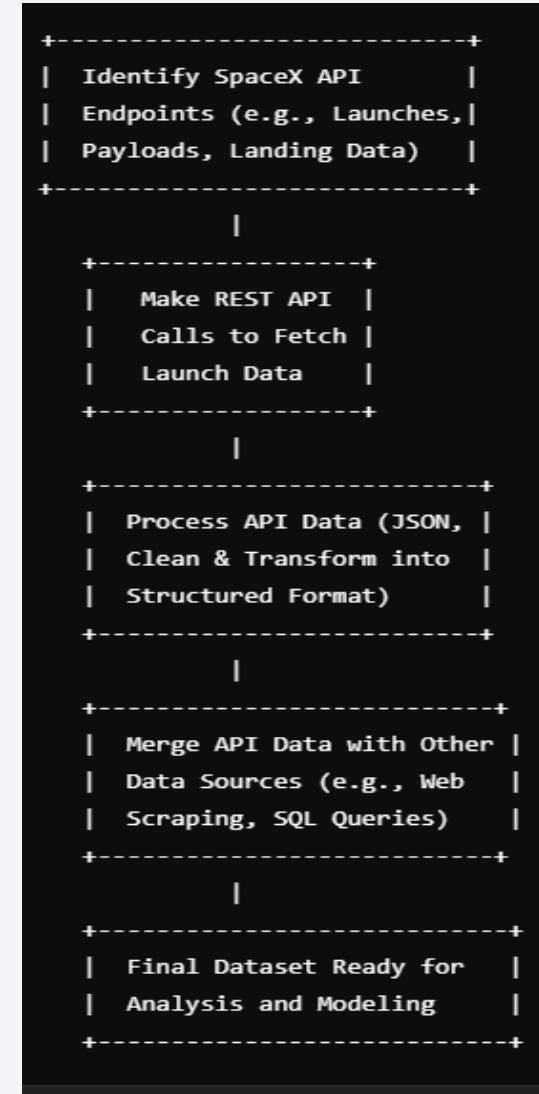 +-----------------------------+
|  Identify SpaceX API        |
|  Endpoints (e.g., Launches,|
|  Payloads, Landing Data)   |
+-----------------------------+
|
+------------------+
|   Make REST API  |
|   Calls to Fetch |
|   Launch Data    |
+------------------+
|
+--------------------------+
|  Process API Data (JSON, |
|  Clean & Transform into  |
|  Structured Format)      |
+--------------------------+
|
+---------------------------+
|  Merge API Data with Other |
|  Data Sources (e.g., Web   |
|  Scraping, SQL Queries)    |
+---------------------------+
|
+----------------------------+
|  Final Dataset Ready for   |
|  Analysis and Modeling     |
+----------------------------+